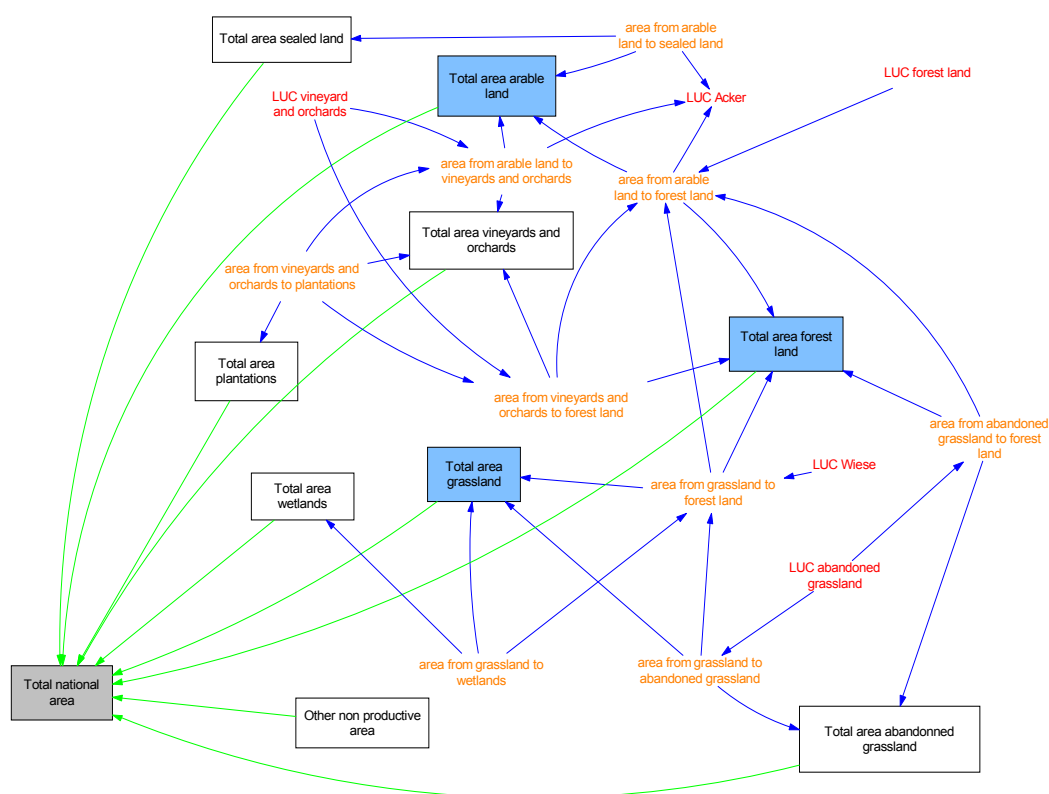 area from arable
land to sealed land
Total area sealed land
LUC forest land
Total area arable
land
LUC vineyard
and orchards
LUC Acker
area from arable land to
vineyards and orchards
area from arable
land to forest land
Total area vineyards and
orchards
area from vineyards and
orchards to plantations
Total area forest
land
Total area
plantations
area from vineyards and
orchards to forest land
area from abandoned
grassland to forest
land
Total area
grassland
LUC Wiese
Total area
wetlands
area from grassland to
forest land
LUC abandoned
grassland
area from grassland to
wetlands
area from grassland to
abandoned grassland
Total national
area
Other non productive
area
Total area abandonned
grassland